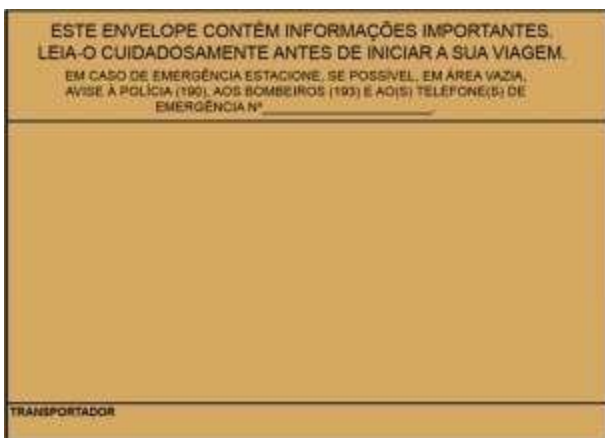 ESTE ENVELOPE CONTÉM INFORMAÇÕES IMPORTANTES.
LEIA-O CUIDADOSAMENTE ANTES DE INICIAR A SUA VIAGEM.
EM CASO DE EMERGÊNCIA ESTACIONE, SE POSSÍVEL, EM ÁREA VAZIA,
AVISE À POLÍCIA (190), AOS BOMBEIROS (193) E AO(S) TELEFONE(S) DE
EMERGÊNCIA Nº____________________
TRANSPORTADOR